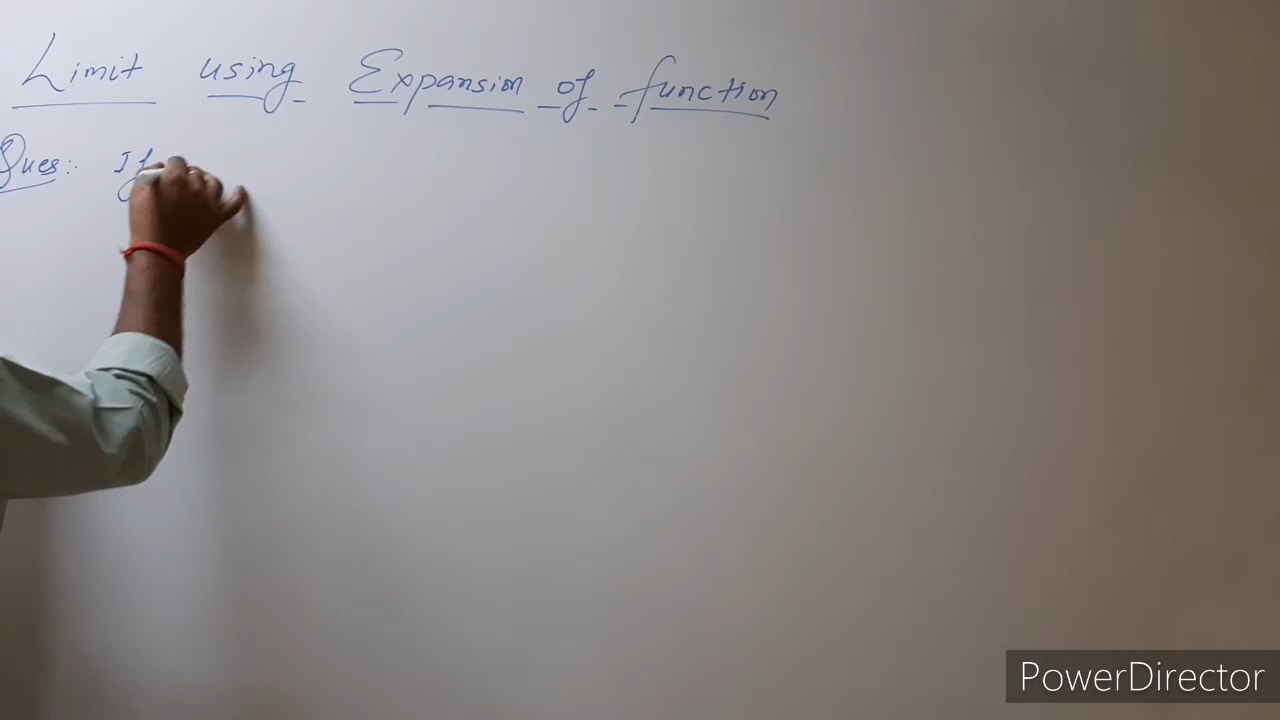 Limit using Expansion of function
Ques:- If
PowerDirector